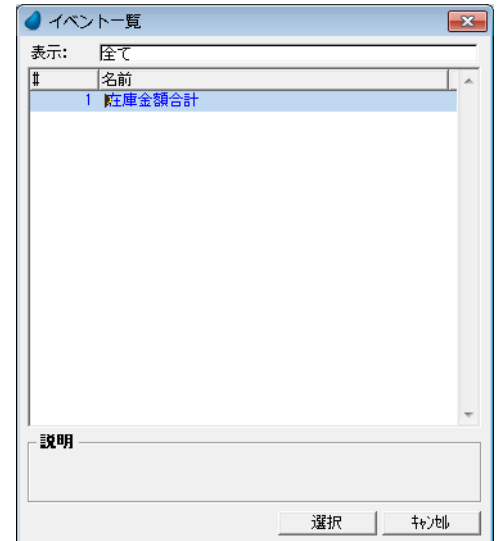 イベント一覧
表示: 全て
# 名前
1 在庫金額合計
説明
選択 ｷｬﾝｾﾙ